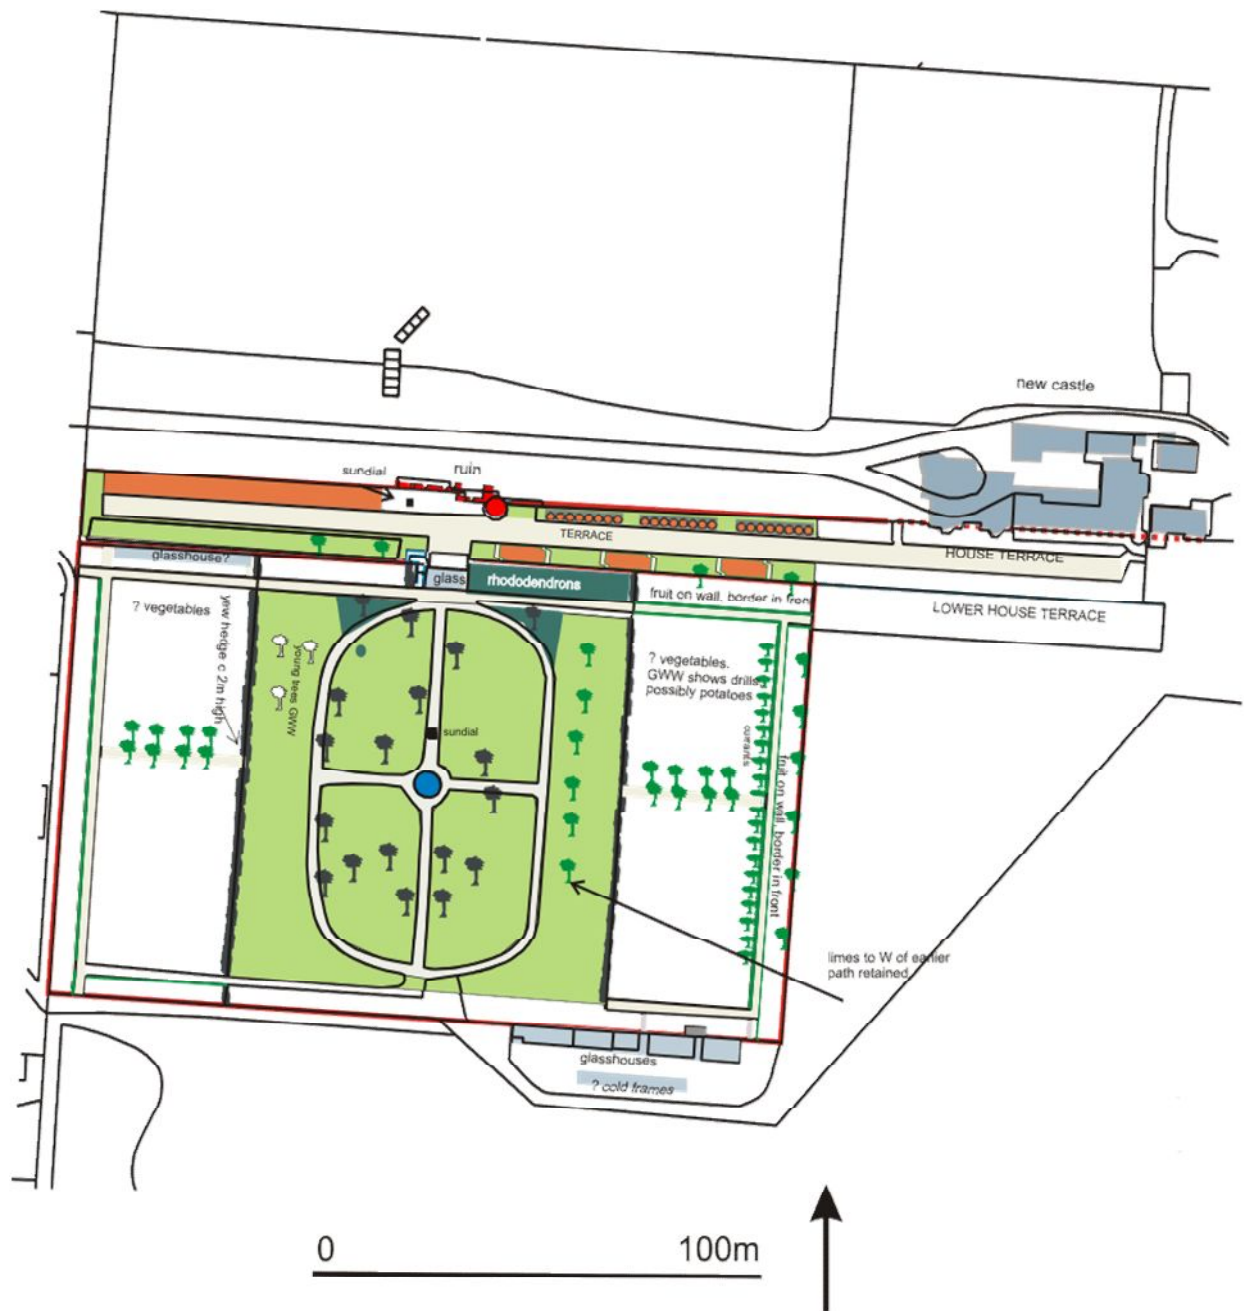 new castle
sundial
ruin
TERRACE
HOUSE TERRACE
glasshouse?
glass
rhododendrons
fruit on wall, border in front
LOWER HOUSE TERRACE
? vegetables
yew hedge c 2m high
young trees GWW
? vegetables.
GWW shows drills
possibly potatoes
sundial
currants
fruit on wall, border in front
limes to W of earlier
path retained
glasshouses
? cold frames
0
100m